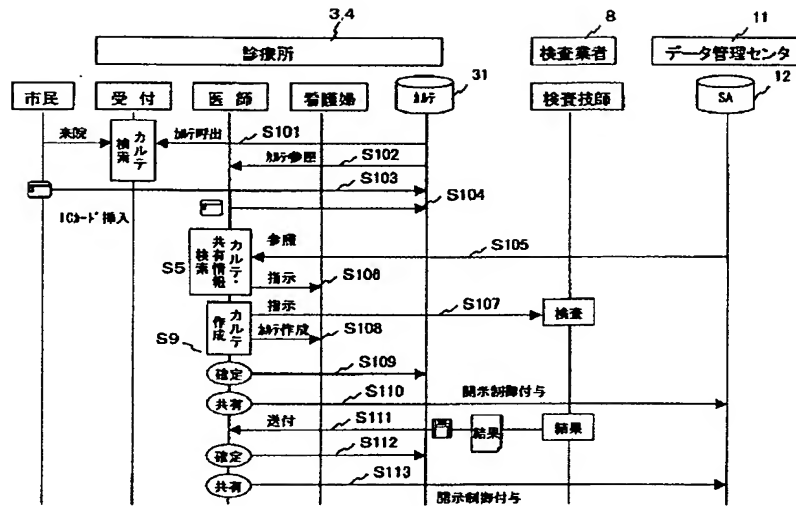 3,4
8
11
診療所
検査業者
データ管理センタ
31
12
市民
受付
医師
看護婦
ｶﾙﾃ
検査技師
SA
来院
カルテ検索
ｶﾙﾃ呼出
S101
ｶﾙﾃ参照
S102
S103
S104
ICｶｰﾄﾞ挿入
S5
カルテ・共有情報検索
参照
S105
指示
S106
S9
カルテ作成
指示
S107
検査
ｶﾙﾃ作成
S108
確定
S109
共有
S110
開示制御付与
送付
S111
結果
結果
確定
S112
共有
S113
開示制御付与